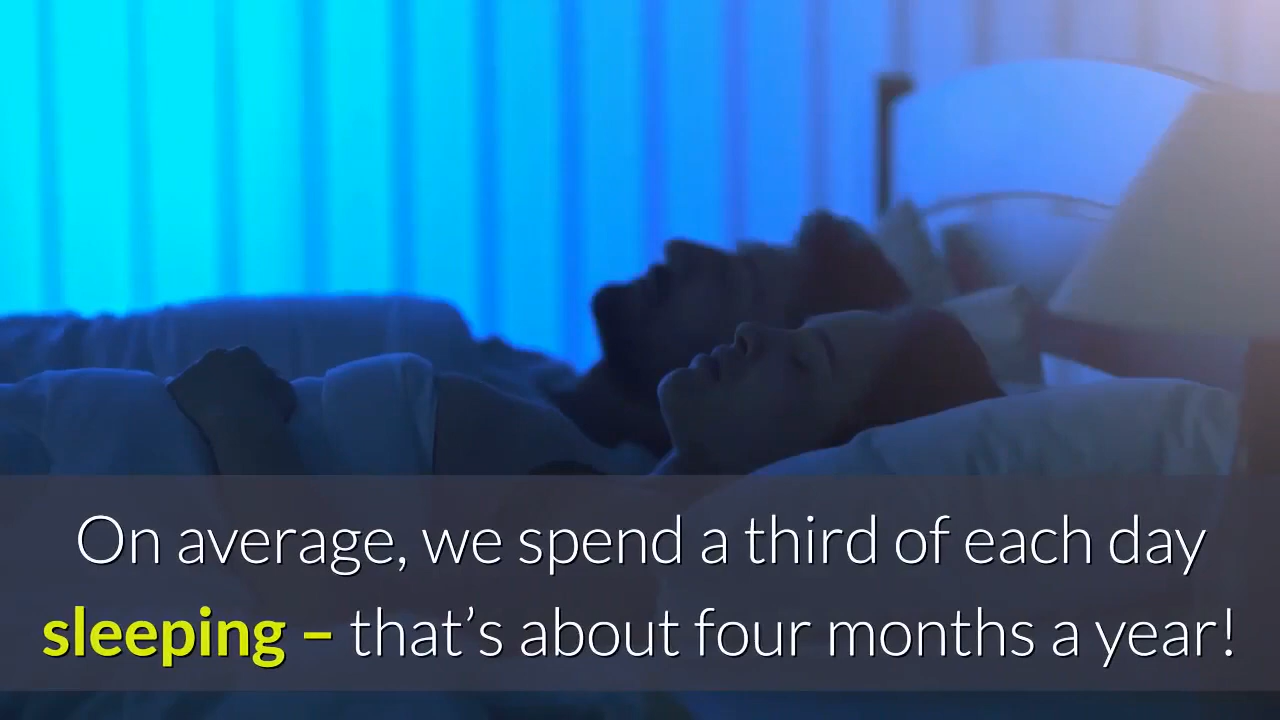 On average, we spend a third of each day
sleeping – that’s about four months a year!